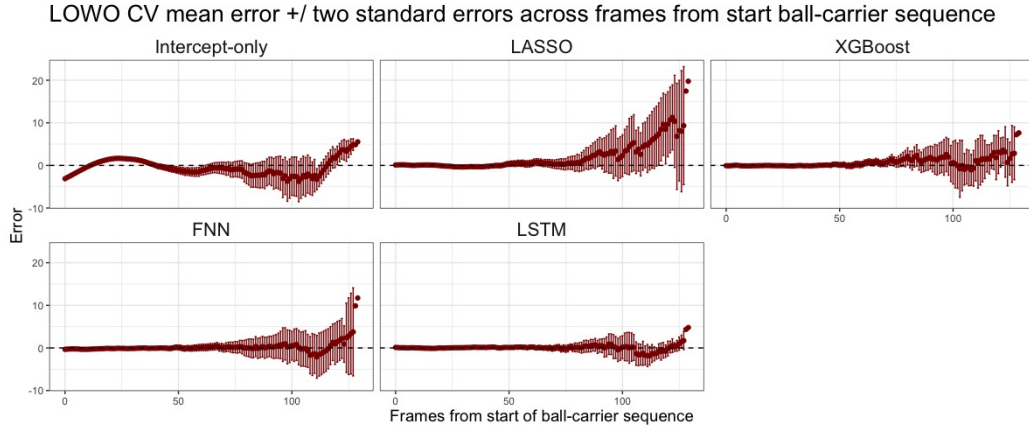 LOWO CV mean error +/ two standard errors across frames from start ball-carrier sequence
Intercept-only
LASSO
XGBoost
20
10
0
-10
0
50
100
Error
FNN
LSTM
20
10
0
-10
0
50
100
0
50
100
Frames from start of ball-carrier sequence